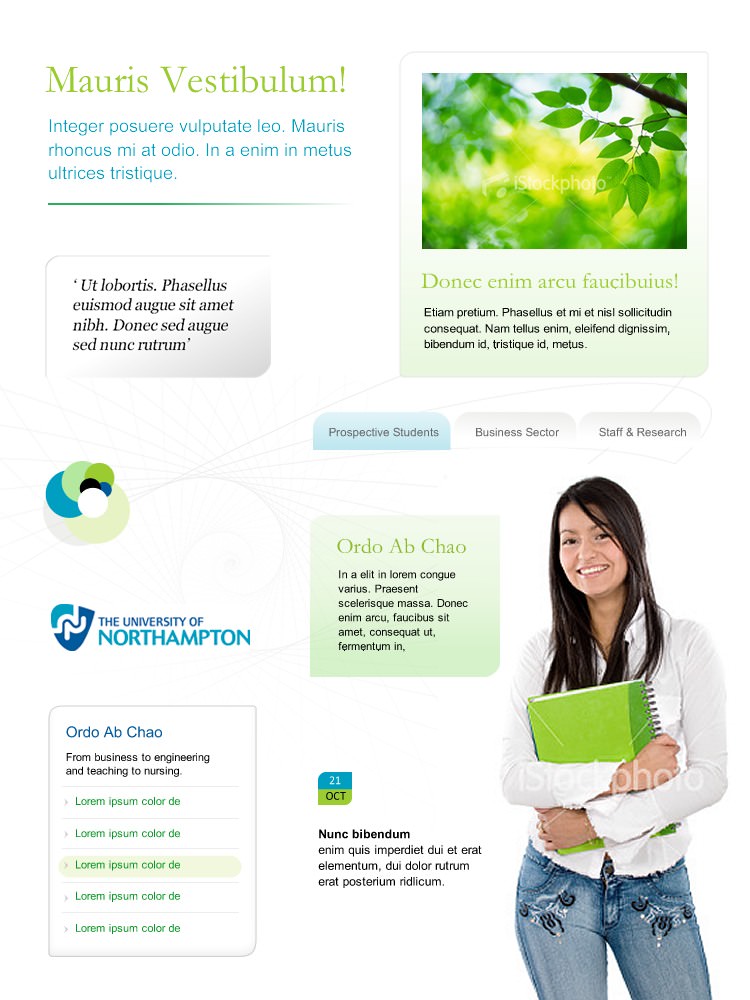 Mauris Vestibulum!
Integer posuere vulputate leo. Mauris
rhoncus mi at odio. In a enim in metus
ultrices tristique.
‘ Ut lobortis. Phasellus
euismod augue sit amet
nibh. Donec sed augue
sed nunc rutrum’
iStockphoto
Donec enim arcu faucibuius!
Etiam pretium. Phasellus et mi et nisl sollicitudin
consequat. Nam tellus enim, eleifend dignissim,
bibendum id, tristique id, metus.
Prospective Students
Business Sector
Staff & Research
Ordo Ab Chao
In a elit in lorem congue
varius. Praesent
scelerisque massa. Donec
enim arcu, faucibus sit
amet, consequat ut,
fermentum in,
THE UNIVERSITY OF
NORTHAMPTON
Ordo Ab Chao
From business to engineering
and teaching to nursing.
Lorem ipsum color de
Lorem ipsum color de
Lorem ipsum color de
Lorem ipsum color de
Lorem ipsum color de
21
OCT
Nunc bibendum
enim quis imperdiet dui et erat
elementum, dui dolor rutrum
erat posterium ridlicum.
iStockphoto